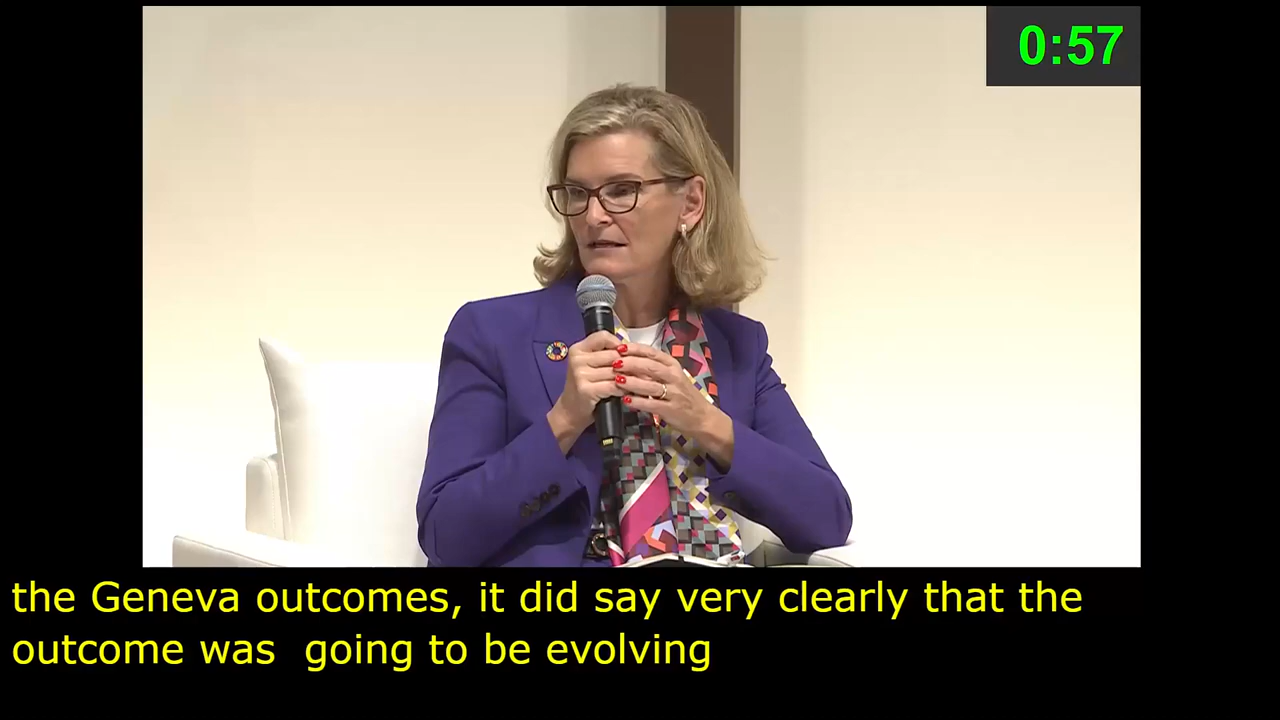 0:57
the Geneva outcomes, it did say very clearly that the
outcome was  going to be evolving